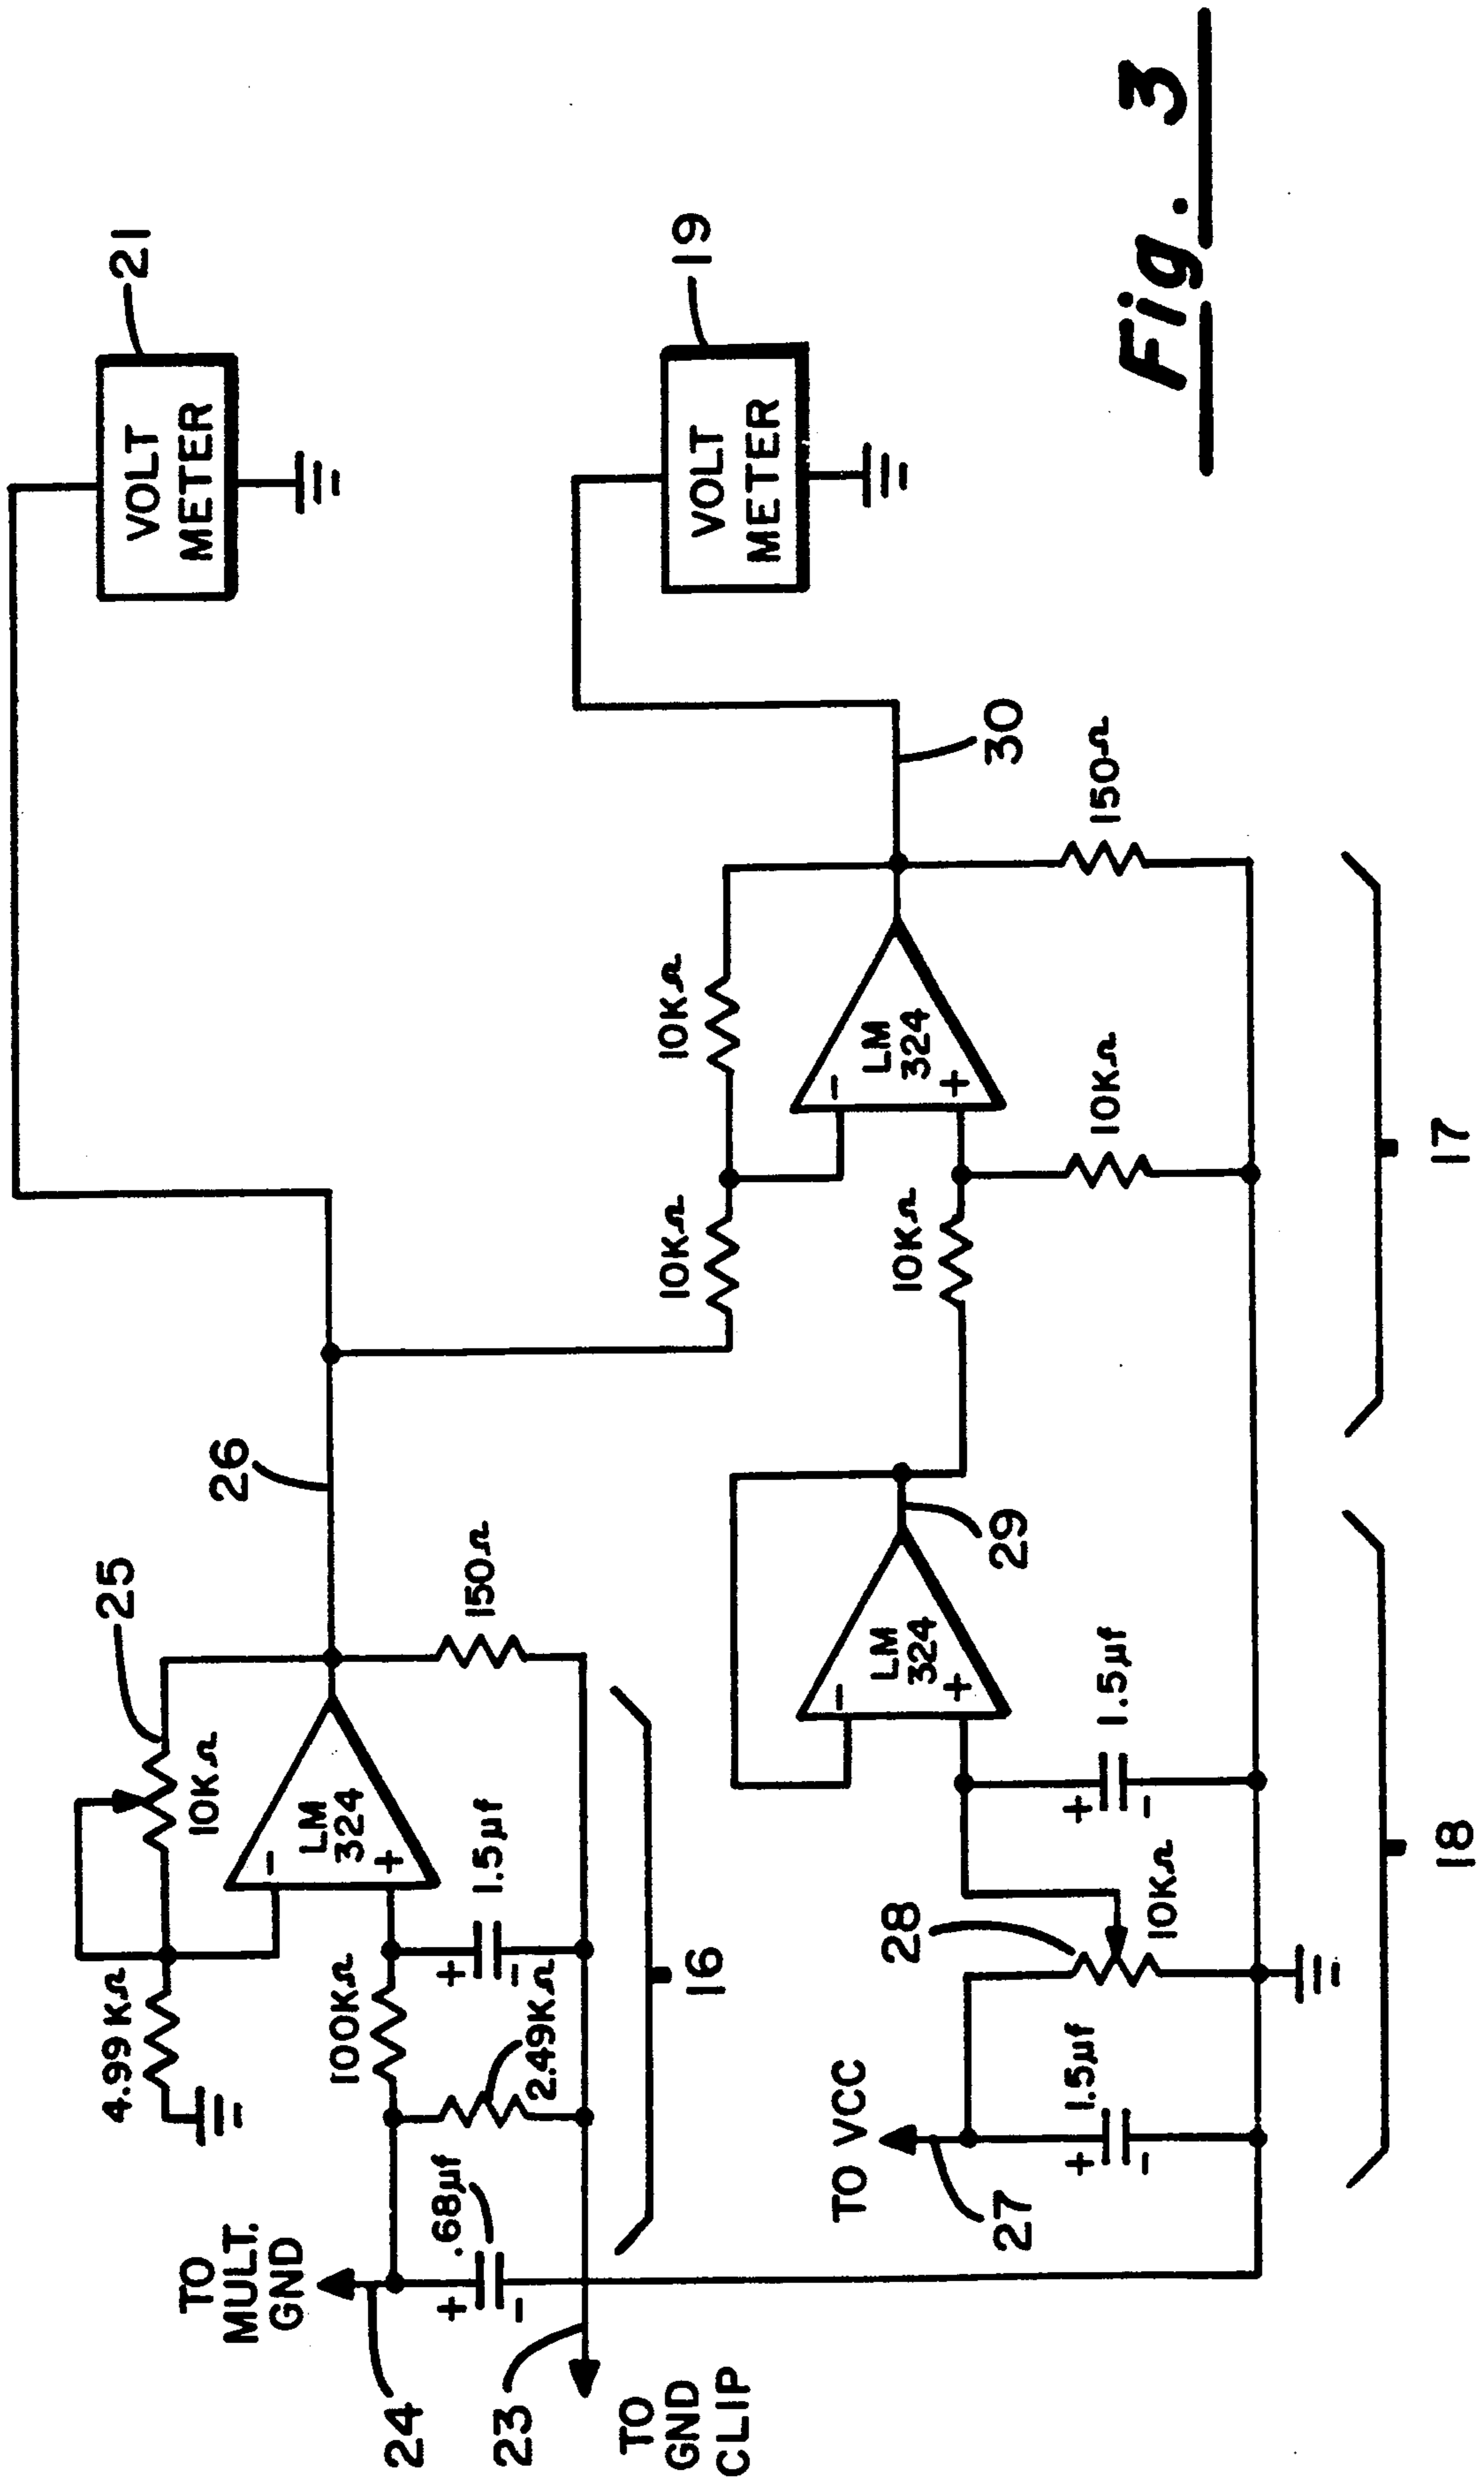 21
VOLT
METER
25
26
4.99 KΩ
10KΩ
LM
324
-
+
150Ω
TO
MULT.
GND
100KΩ
1.5µf
+
-
2.49KΩ
.68µf
+
-
24
23
TO
GND
CLIP
16
19
VOLT
METER
10KΩ
10KΩ
10KΩ
LM
324
-
+
30
10KΩ
150Ω
LM
324
-
+
29
28
10KΩ
1.5µf
+
-
TO VCC
27
1.5µf
+
-
18
17
Fig. 3